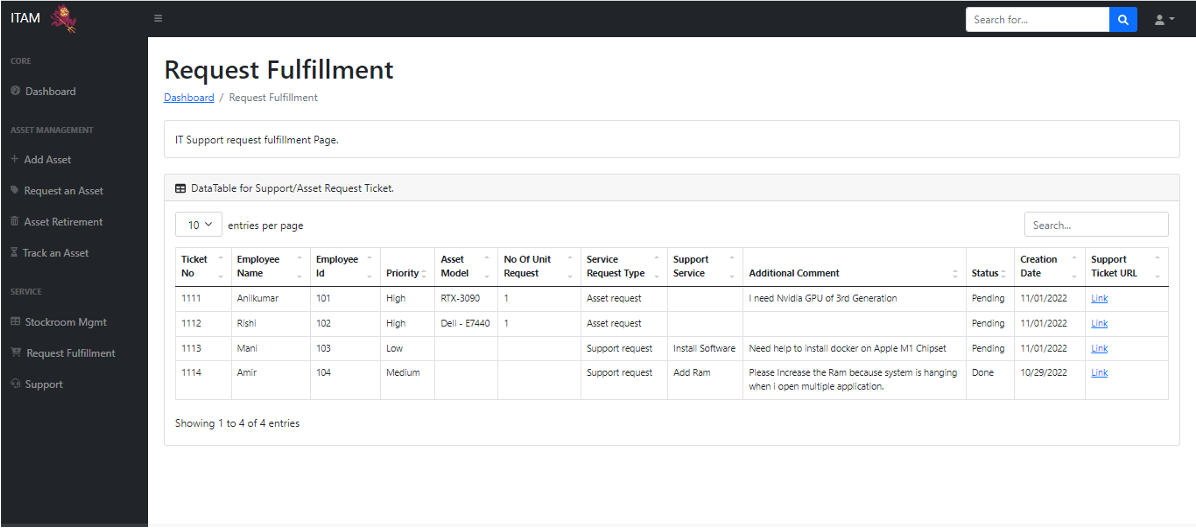 ITAM
Search for...
CORE
Dashboard
ASSET MANAGEMENT
Add Asset
Request an Asset
Asset Retirement
Track an Asset
SERVICE
Stockroom Mgmt
Request Fulfillment
Support
Request Fulfillment
Dashboard / Request Fulfillment
IT Support request fulfillment Page.
DataTable for Support/Asset Request Ticket.
10 entries per page
Search...
Ticket No Employee Name Employee Id Priority Asset Model No Of Unit Request Service Request Type Support Service Additional Comment Status Creation Date Support Ticket URL
1111 Anilkumar 101 High RTX-3090 1 Asset request I need Nvidia GPU of 3rd Generation Pending 11/01/2022 Link
1112 Rishi 102 High Dell - E7440 1 Asset request Pending 11/01/2022 Link
1113 Mani 103 Low Support request Install Software Need help to install docker on Apple M1 Chipset Pending 11/01/2022 Link
1114 Amir 104 Medium Support request Add Ram Please Increase the Ram because system is hanging Done 10/29/2022 Link
when i open multiple application.
Showing 1 to 4 of 4 entries